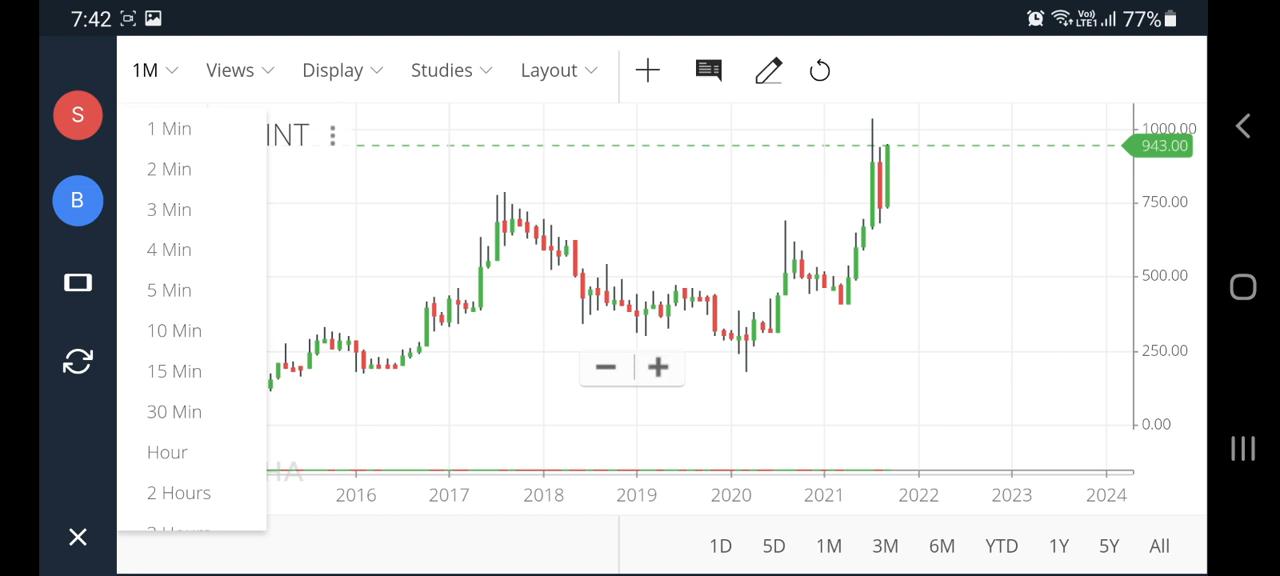 7:42 Vo)) LTE1 77%
1M Views Display Studies Layout
S
B
1 Min
2 Min
3 Min
4 Min
5 Min
10 Min
15 Min
30 Min
Hour
2 Hours
INT
1000.00
943.00
750.00
500.00
250.00
0.00
HA
2016 2017 2018 2019 2020 2021 2022 2023 2024
1D 5D 1M 3M 6M YTD 1Y 5Y All